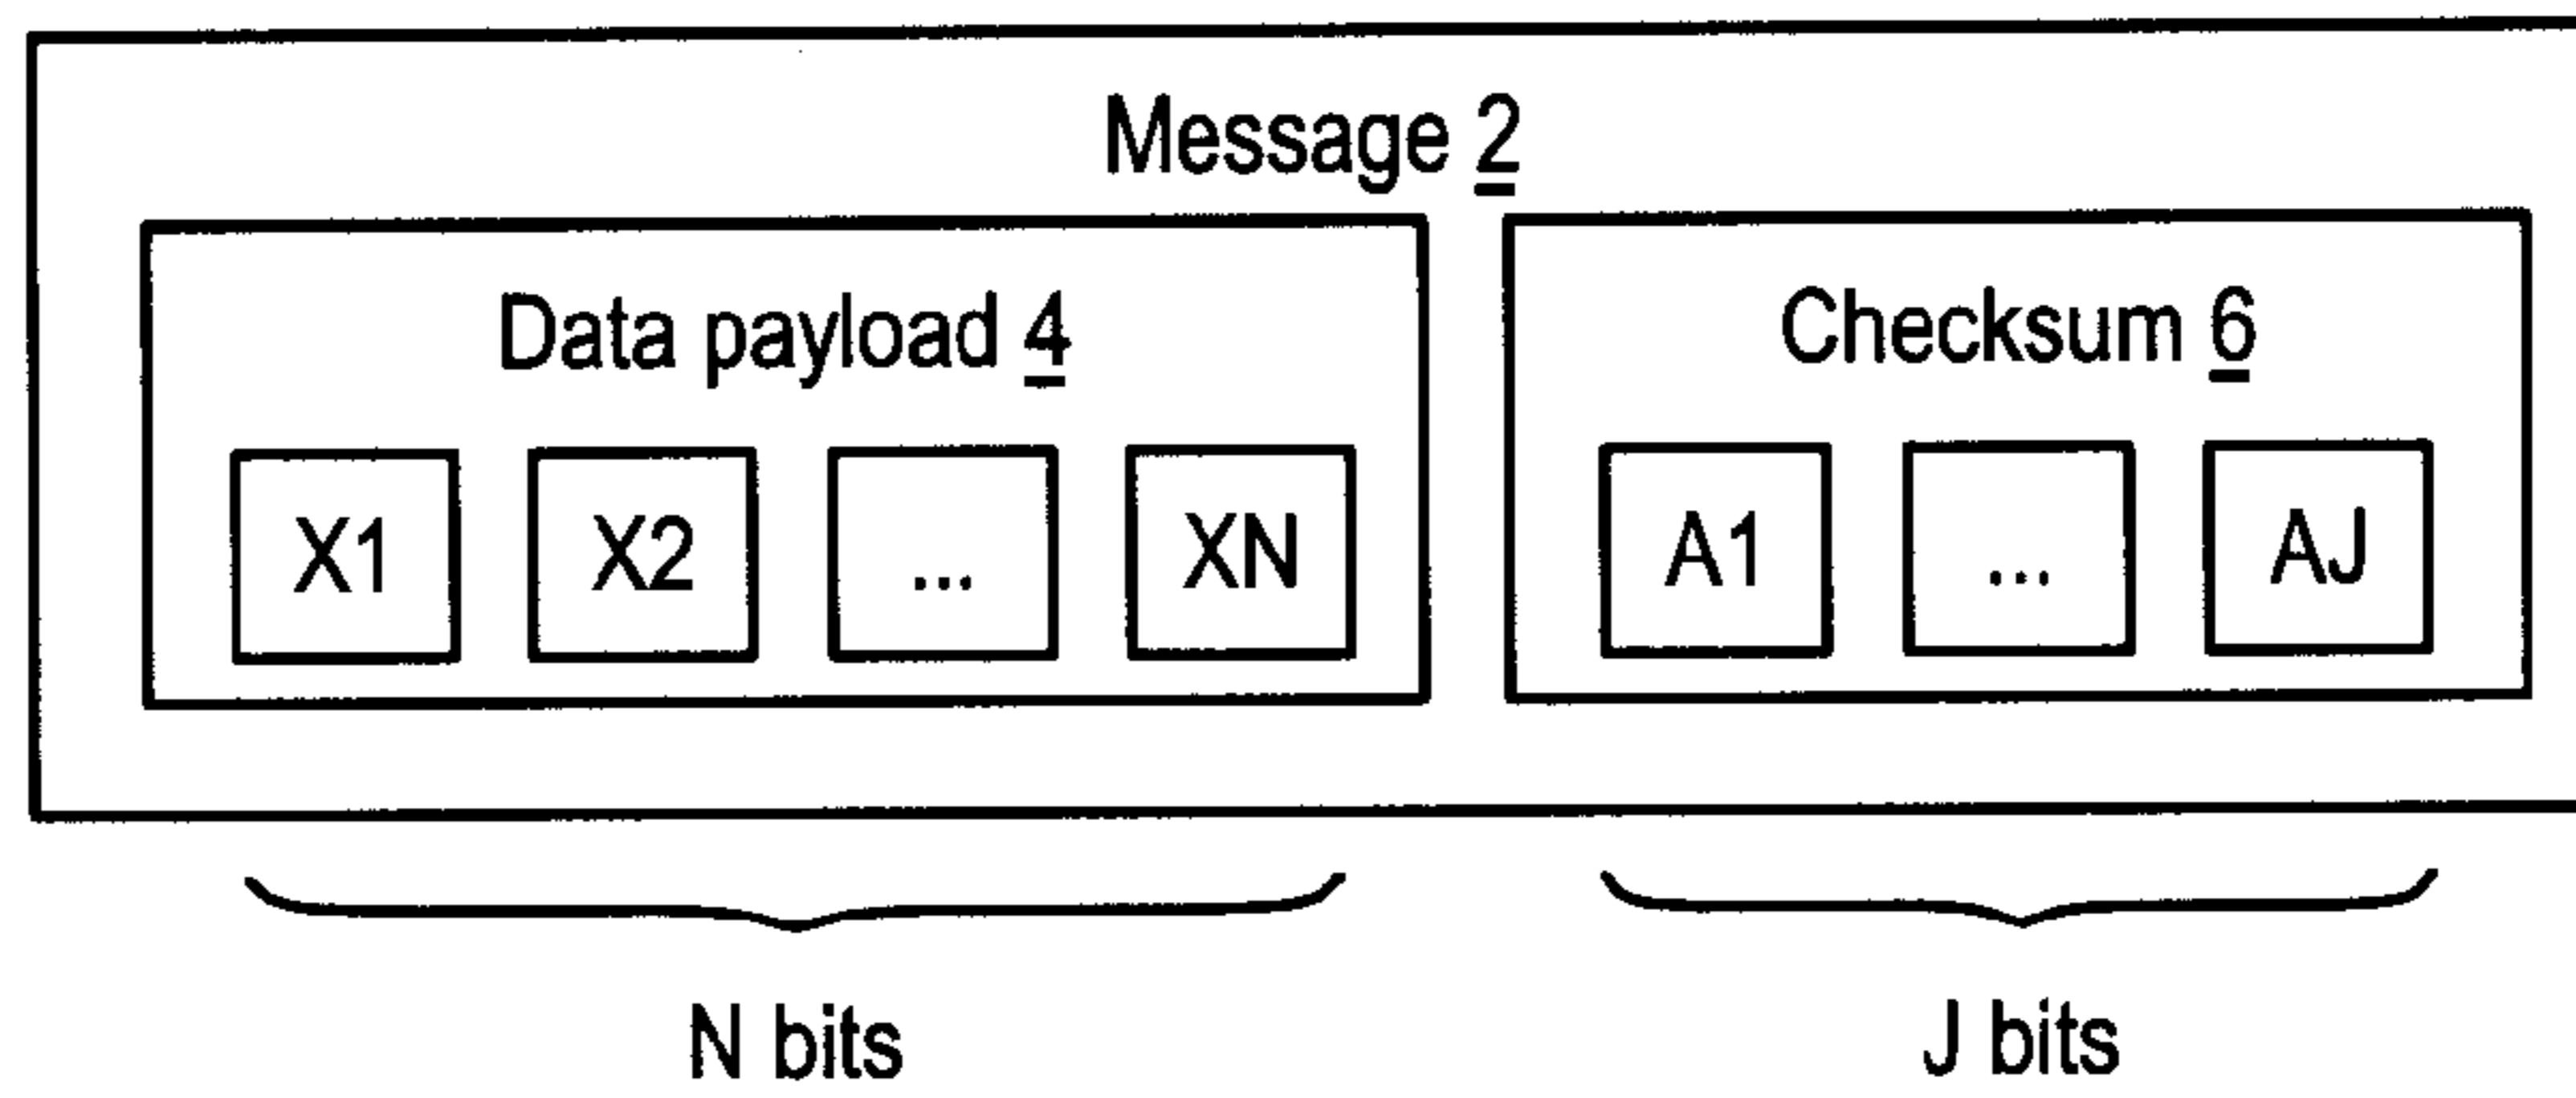 Message 2
Data payload 4
Checksum 6
X1 X2 ... XN
A1 ... AJ
N bits
J bits